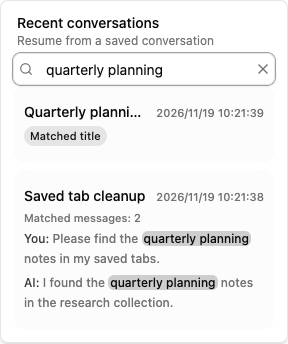 Recent conversations
Resume from a saved conversation
quarterly planning
Quarterly planni... 2026/11/19 10:21:39
Matched title
Saved tab cleanup 2026/11/19 10:21:38
Matched messages: 2
You: Please find the quarterly planning
notes in my saved tabs.
AI: I found the quarterly planning notes
in the research collection.